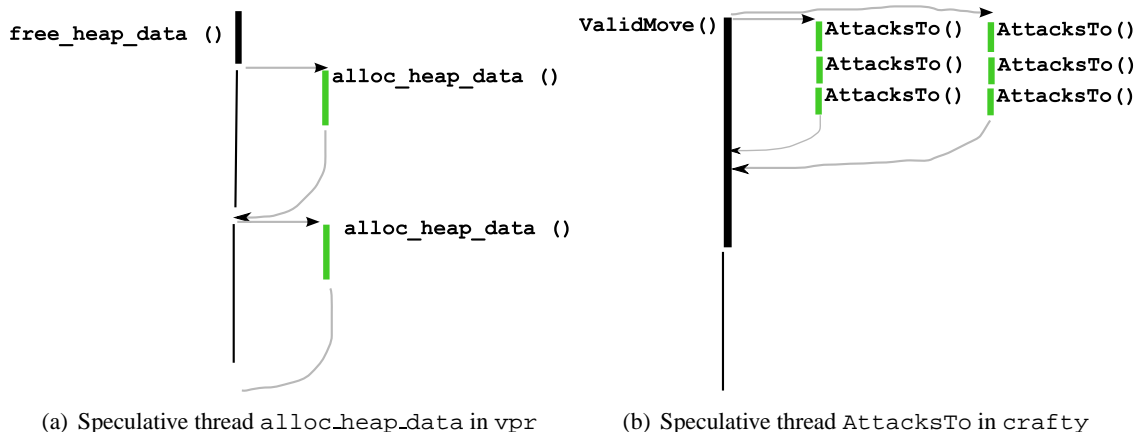 free_heap_data ()
alloc_heap_data ()
alloc_heap_data ()
(a) Speculative thread alloc_heap_data in vpr
ValidMove()
AttacksTo() AttacksTo()
AttacksTo() AttacksTo()
AttacksTo() AttacksTo()
(b) Speculative thread AttacksTo in crafty